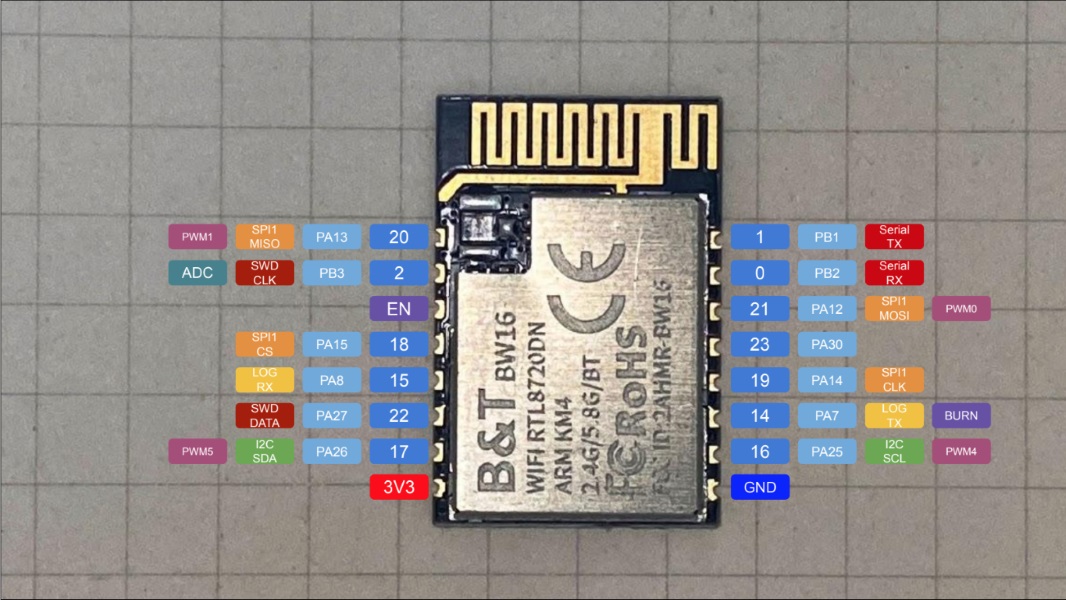 PWM1 SPI1 MISO PA13 20
ADC SWD CLK PB3 2
EN
SPI1 CS PA15 18
LOG RX PA8 15
SWD DATA PA27 22
PWM5 I2C SDA PA26 17
3V3
1 PB1 Serial TX
0 PB2 Serial RX
21 PA12 SPI1 MOSI PWM0
23 PA30
19 PA14 SPI1 CLK
14 PA7 LOG TX BURN
16 PA25 I2C SCL PWM4
GND
B&T BW16
WIFI RTL8720DN
ARM KM4
2.4G/5.8G/BT
CE FC RoHS
FCC ID:2AHMR-BW16